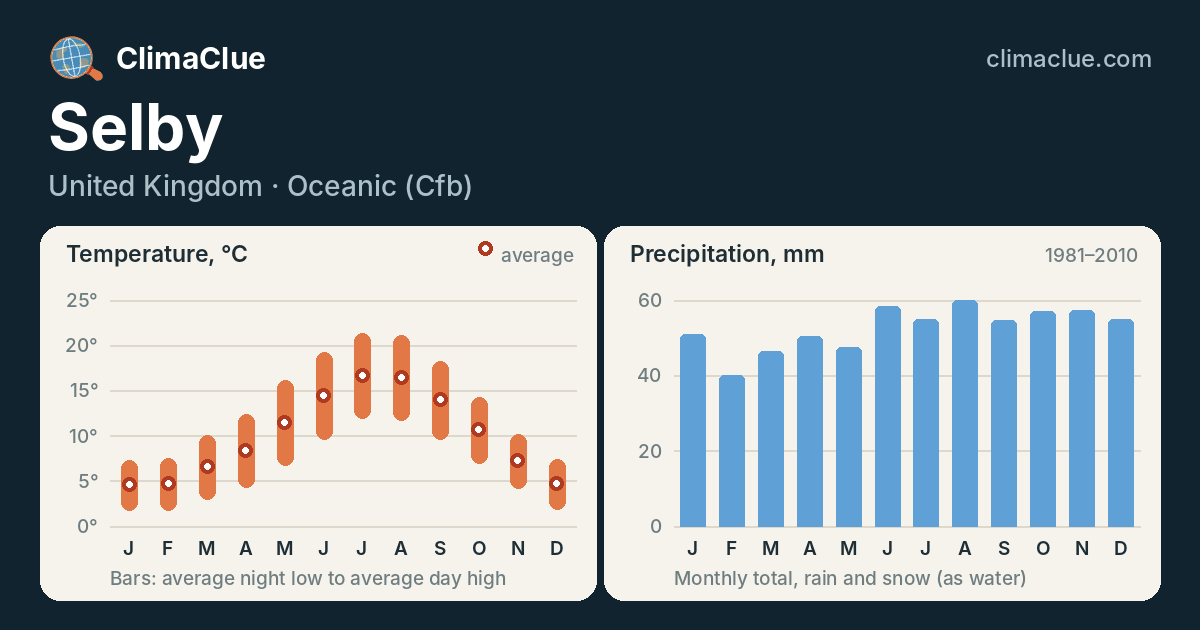 ClimaClue
climaclue.com
Selby
United Kingdom · Oceanic (Cfb)
Temperature, °C
average
25°
20°
15°
10°
5°
0°
J F M A M J J A S O N D
Bars: average night low to average day high
Precipitation, mm
1981–2010
60
40
20
0
J F M A M J J A S O N D
Monthly total, rain and snow (as water)